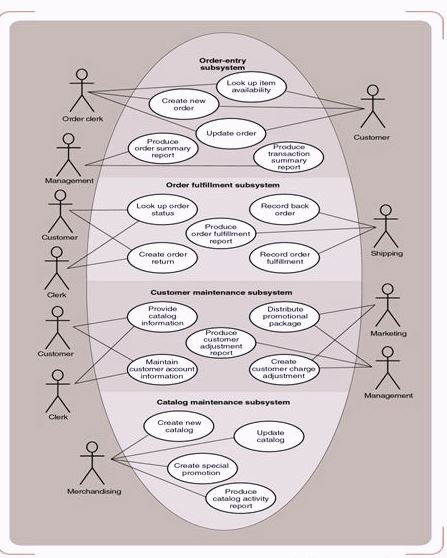 Order-entry
subsystem
Look up item
availability
Create new
order
Order clerk
Update order
Customer
Produce
order summary
report
Produce
transaction
summary
report
Management
Order fulfillment subsystem
Look up order
status
Record back
order
Customer
Produce
order fulfillment
report
Shipping
Create order
return
Record order
fulfillment
Clerk
Customer maintenance subsystem
Provide
catalog
information
Distribute
promotional
package
Marketing
Customer
Produce
customer
adjustment
report
Maintain
customer account
information
Create
customer charge
adjustment
Management
Clerk
Catalog maintenance subsystem
Create new
catalog
Update
catalog
Create special
promotion
Merchandising
Produce
catalog activity
report